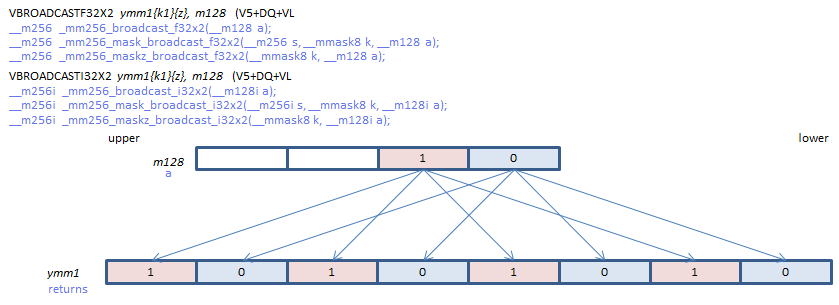 VBROADCASTF32X2 ymm1{k1}{z}, m128 (V5+DQ+VL
__m256 _mm256_broadcast_f32x2(__m128 a);
__m256 _mm256_mask_broadcast_f32x2(__m256 s, __mmask8 k, __m128 a);
__m256 _mm256_maskz_broadcast_f32x2(__mmask8 k, __m128 a);
VBROADCASTI32X2 ymm1{k1}{z}, m128 (V5+DQ+VL
__m256i _mm256_broadcast_i32x2(__m128i a);
__m256i _mm256_mask_broadcast_i32x2(__m256i s, __mmask8 k, __m128i a);
__m256i _mm256_maskz_broadcast_i32x2(__mmask8 k, __m128i a);
upper lower
m128 1 0
a
ymm1 1 0 1 0 1 0 1 0
returns